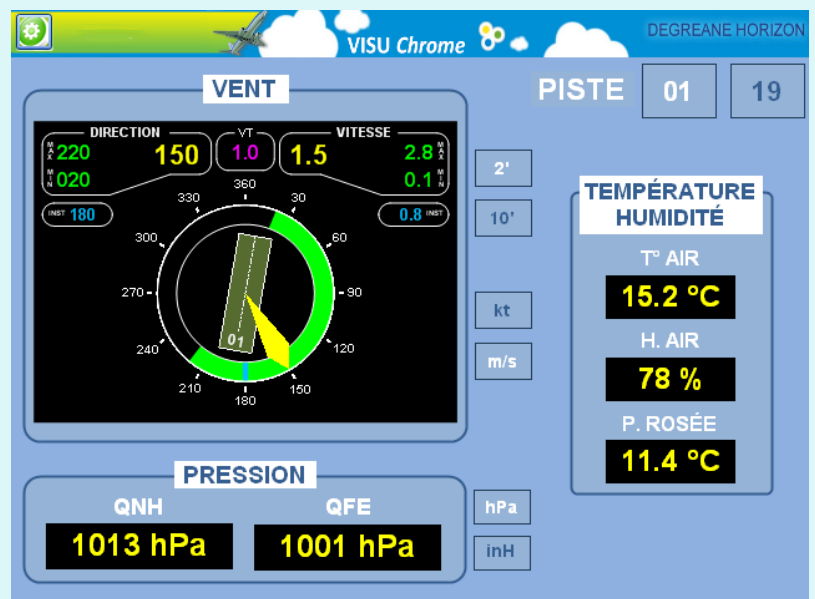 VISU Chrome
DEGREANE HORIZON
VENT
PISTE
01
19
DIRECTION
VT
VITESSE
MAX 220
150
1.0
1.5
2.8 MAX
MIN 020
0.1 MIN
INST 180
0.8 INST
360
30
60
90
120
150
180
210
240
270
300
330
01
2'
10'
kt
m/s
TEMPÉRATURE
HUMIDITÉ
T° AIR
15.2 °C
H. AIR
78 %
P. ROSÉE
11.4 °C
PRESSION
QNH
QFE
1013 hPa
1001 hPa
hPa
inH